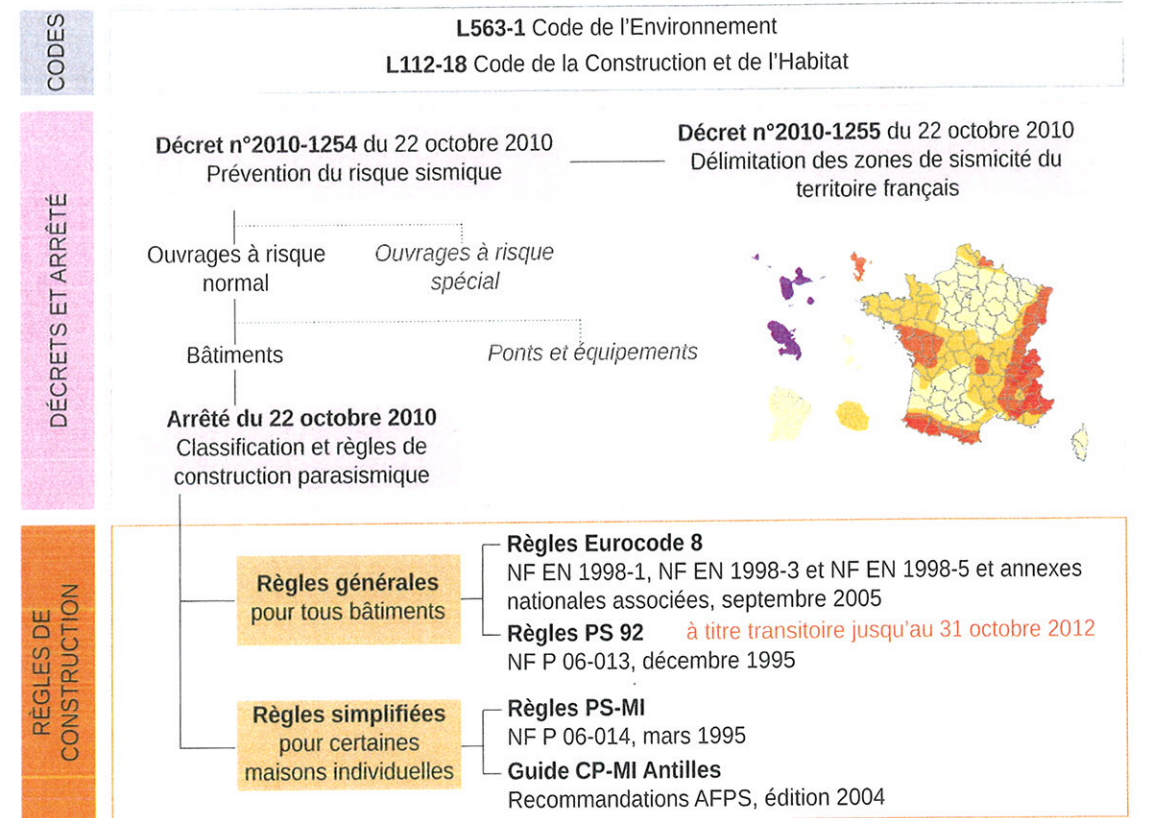 CODES
L563-1 Code de l'Environnement
L112-18 Code de la Construction et de l'Habitat
DÉCRETS ET ARRÊTÉ
Décret n°2010-1254 du 22 octobre 2010
Prévention du risque sismique
Décret n°2010-1255 du 22 octobre 2010
Délimitation des zones de sismicité du
territoire français
Ouvrages à risque
normal
Ouvrages à risque
spécial
Bâtiments
Ponts et équipements
Arrêté du 22 octobre 2010
Classification et règles de
construction parasismique
RÈGLES DE
CONSTRUCTION
Règles générales
pour tous bâtiments
Règles Eurocode 8
NF EN 1998-1, NF EN 1998-3 et NF EN 1998-5 et annexes
nationales associées, septembre 2005
Règles PS 92 à titre transitoire jusqu'au 31 octobre 2012
NF P 06-013, décembre 1995
Règles simplifiées
pour certaines
maisons individuelles
Règles PS-MI
NF P 06-014, mars 1995
Guide CP-MI Antilles
Recommandations AFPS, édition 2004